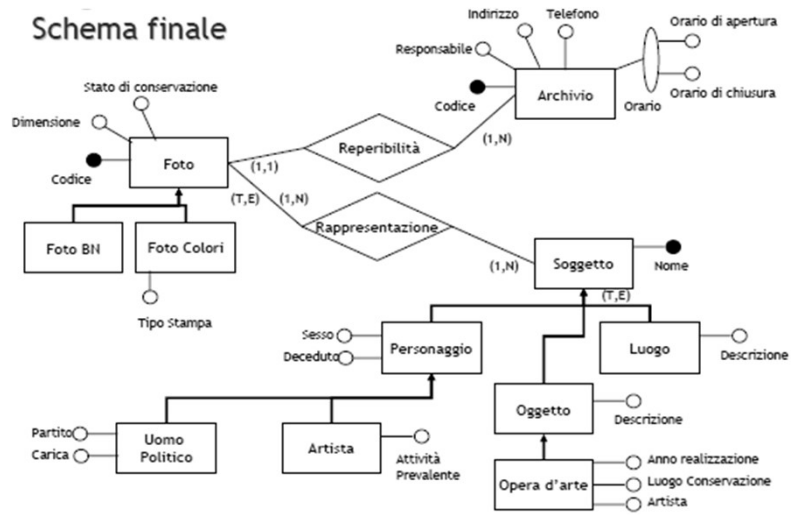 Schema finale
Indirizzo
Telefono
Responsabile
Orario di apertura
Stato di conservazione
Codice
Archivio
Orario
Orario di chiusura
Dimensione
Foto
Codice
(1,1)
Reperibilità
(1,N)
(T,E)
(1,N)
Rappresentazione
Foto BN
Foto Colori
(1,N)
Soggetto
Nome
(T,E)
Tipo Stampa
Sesso
Deceduto
Personaggio
Luogo
Descrizione
Oggetto
Descrizione
Partito
Carica
Uomo
Politico
Artista
Attività
Prevalente
Opera d'arte
Anno realizzazione
Luogo Conservazione
Artista